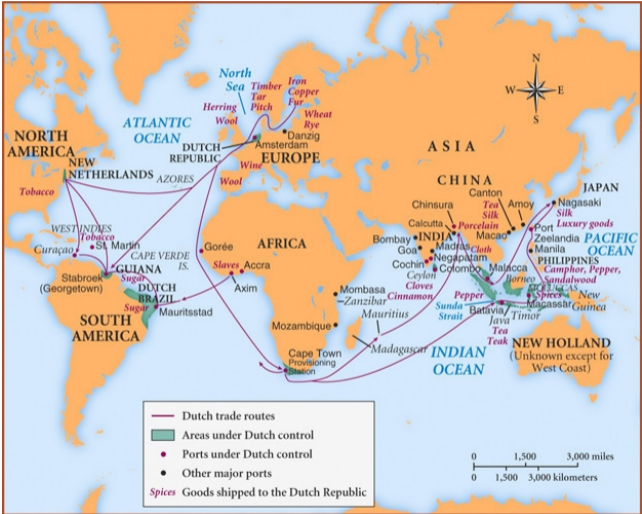 North
Sea
Timber
Tar
Pitch
Iron
Copper
Fur
Herring
Wool
Wheat
Rye
ATLANTIC
OCEAN
Danzig
Amsterdam
DUTCH
REPUBLIC
EUROPE
Wine
Wool
NORTH
AMERICA
NEW
NETHERLANDS
Tobacco
AZORES
WEST INDIES
Tobacco
St. Martin
Curaçao
CAPE VERDE
IS.
GUIANA
Sugar
Stabroek
(Georgetown)
DUTCH
BRAZIL
Sugar
Mauritsstad
SOUTH
AMERICA
Gorée
AFRICA
Slaves
Accra
Axim
Mombasa
Zanzibar
Mauritius
Mozambique
Madagascar
Cape Town
Provisioning
Station
N
W
E
S
ASIA
CHINA
Canton
Tea
Silk
Amoy
Macao
JAPAN
Nagasaki
Silk
Luxury goods
Chinsura
Calcutta
Porcelain
Bombay
INDIA
Goa
Madras
Cloth
Negapatam
Cochin
Ceylon
Colombo
Cloves
Cinnamon
Port
Zeelandia
Manila
PACIFIC
OCEAN
PHILIPPINES
Camphor, Pepper,
Sandalwood
Malacca
Borneo
MOLUCCAS
Spices
New
Guinea
Macassar
Pepper
Sunda
Strait
Batavia
Java
Timor
Tea
Teak
INDIAN
OCEAN
NEW HOLLAND
(Unknown except for
West Coast)
Dutch trade routes
Areas under Dutch control
Ports under Dutch control
Other major ports
Spices Goods shipped to the Dutch Republic
0 1,500 3,000 miles
0 1,500 3,000 kilometers